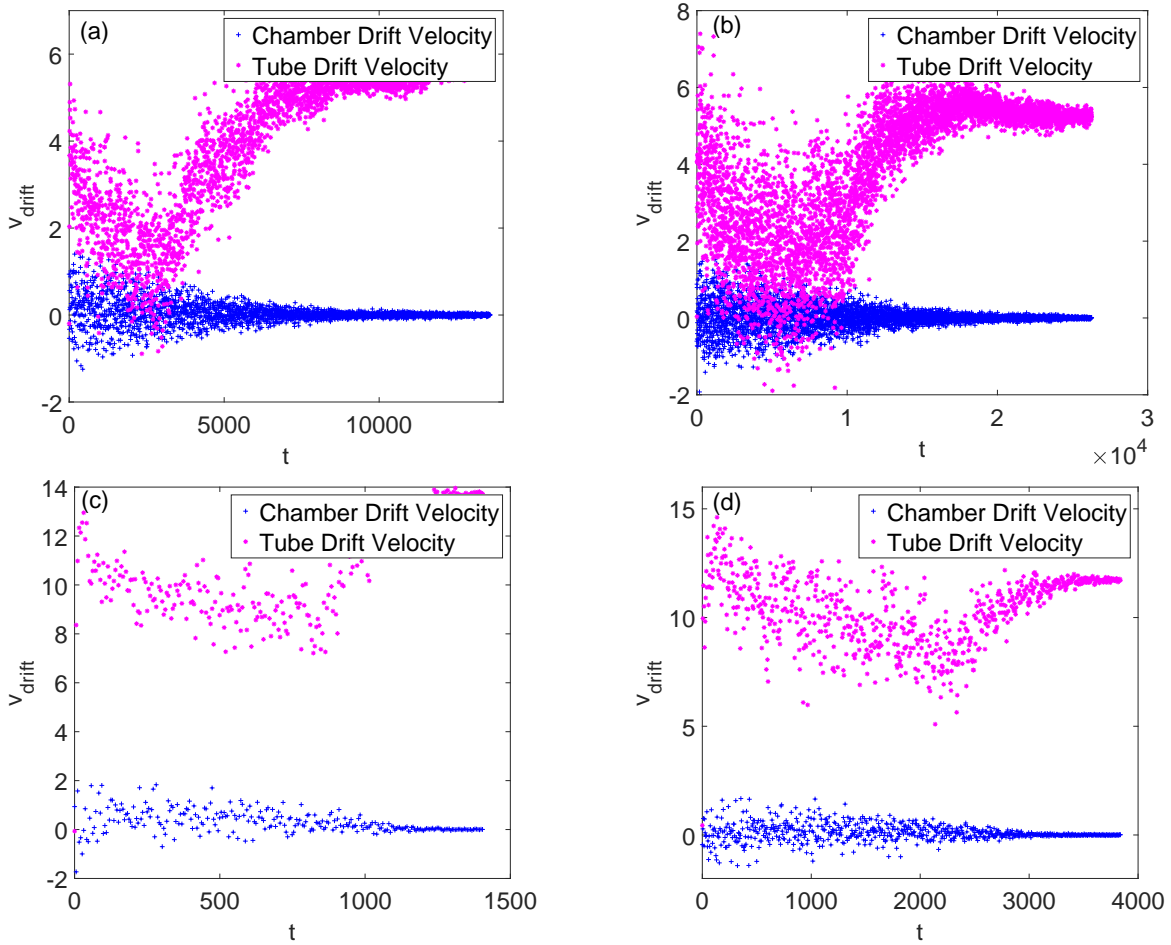 (a)
Chamber Drift Velocity
Tube Drift Velocity
6
4
2
0
-2
v_drift
0
5000
10000
t
(b)
Chamber Drift Velocity
Tube Drift Velocity
8
6
4
2
0
-2
v_drift
0
1
2
3
×10^4
t
(c)
Chamber Drift Velocity
Tube Drift Velocity
14
12
10
8
6
4
2
0
-2
v_drift
0
500
1000
1500
t
(d)
Chamber Drift Velocity
Tube Drift Velocity
15
10
5
0
v_drift
0
1000
2000
3000
4000
t